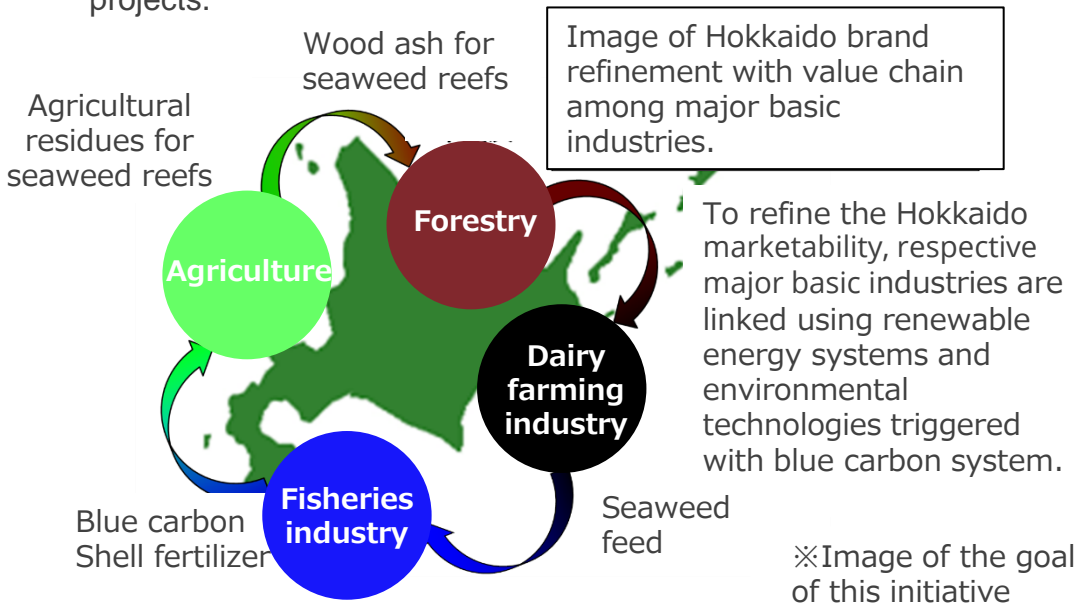 projects.
Wood ash for
seaweed reefs
Image of Hokkaido brand
refinement with value chain
among major basic
industries.
Agricultural
residues for
seaweed reefs
Forestry
Agriculture
To refine the Hokkaido
marketability, respective
major basic industries are
linked using renewable
energy systems and
environmental
technologies triggered
with blue carbon system.
Dairy
farming
industry
Fisheries
industry
Blue carbon
Shell fertilizer
Seaweed
feed
※Image of the goal
of this initiative